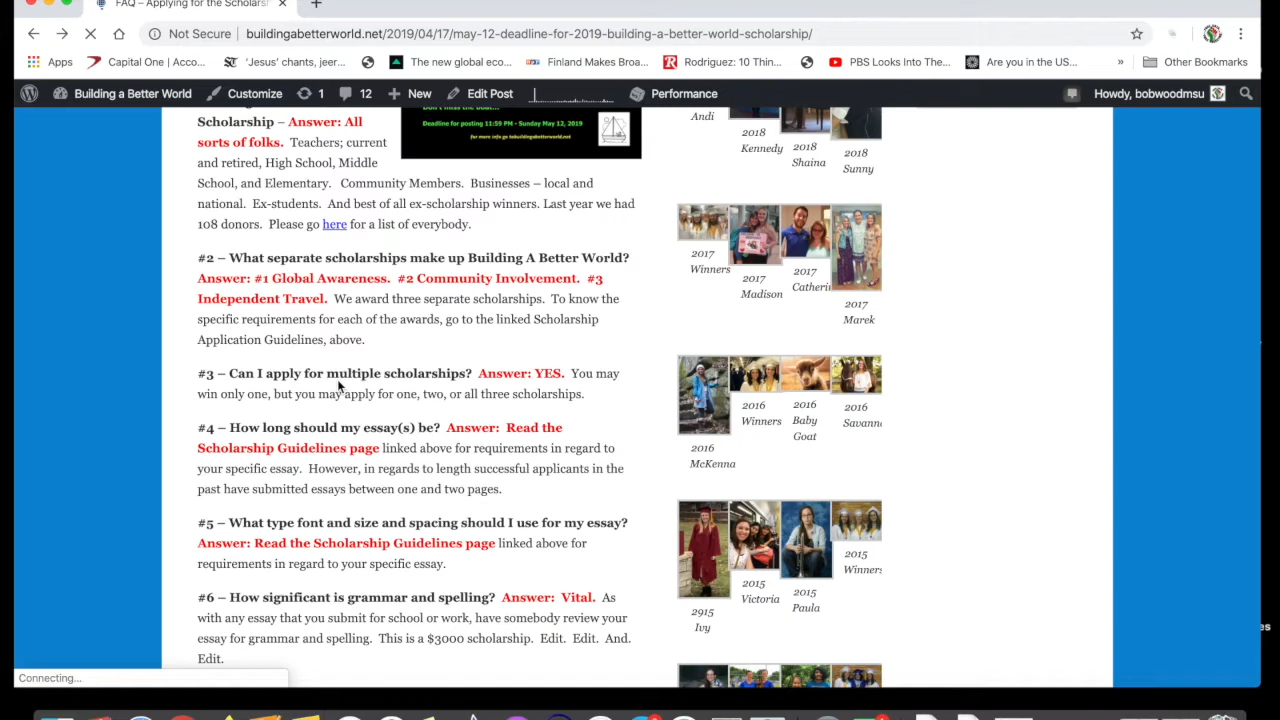 FAQ – Applying for the Scholarsh
Not Secure
buildingabetterworld.net/2019/04/17/may-12-deadline-for-2019-building-a-better-world-scholarship/
Apps
Capital One | Acco...
'Jesus' chants, jeer...
The new global eco...
Finland Makes Broa...
Rodriguez: 10 Thin...
PBS Looks Into The...
Are you in the US...
»
Other Bookmarks
Building a Better World
Customize
1
12
New
Edit Post
Performance
Howdy, bobwoodmsu
Deadline for posting 11:59 PM - Sunday May 12, 2019
Scholarship – Answer: All
sorts of folks. Teachers; current
and retired, High School, Middle
School, and Elementary. Community Members. Businesses – local and
national. Ex-students. And best of all ex-scholarship winners. Last year we had
108 donors. Please go here for a list of everybody.
#2 – What separate scholarships make up Building A Better World?
Answer: #1 Global Awareness. #2 Community Involvement. #3
Independent Travel. We award three separate scholarships. To know the
specific requirements for each of the awards, go to the linked Scholarship
Application Guidelines, above.
#3 – Can I apply for multiple scholarships? Answer: YES. You may
win only one, but you may apply for one, two, or all three scholarships.
#4 – How long should my essay(s) be? Answer: Read the
Scholarship Guidelines page linked above for requirements in regard to
your specific essay. However, in regards to length successful applicants in the
past have submitted essays between one and two pages.
#5 – What type font and size and spacing should I use for my essay?
Answer: Read the Scholarship Guidelines page linked above for
requirements in regard to your specific essay.
#6 – How significant is grammar and spelling? Answer: Vital. As
with any essay that you submit for school or work, have somebody review your
essay for grammar and spelling. This is a $3000 scholarship. Edit. Edit. And.
Edit.
Andi
2018
Kennedy
2018
Shaina
2018
Sunny
2017
Winners
2017
Madison
2017
Catherin
2017
Marek
2016
McKenna
2016
Winners
2016
Baby
Goat
2016
Savann
2915
Ivy
2015
Victoria
2015
Paula
2015
Winners
Connecting...
es